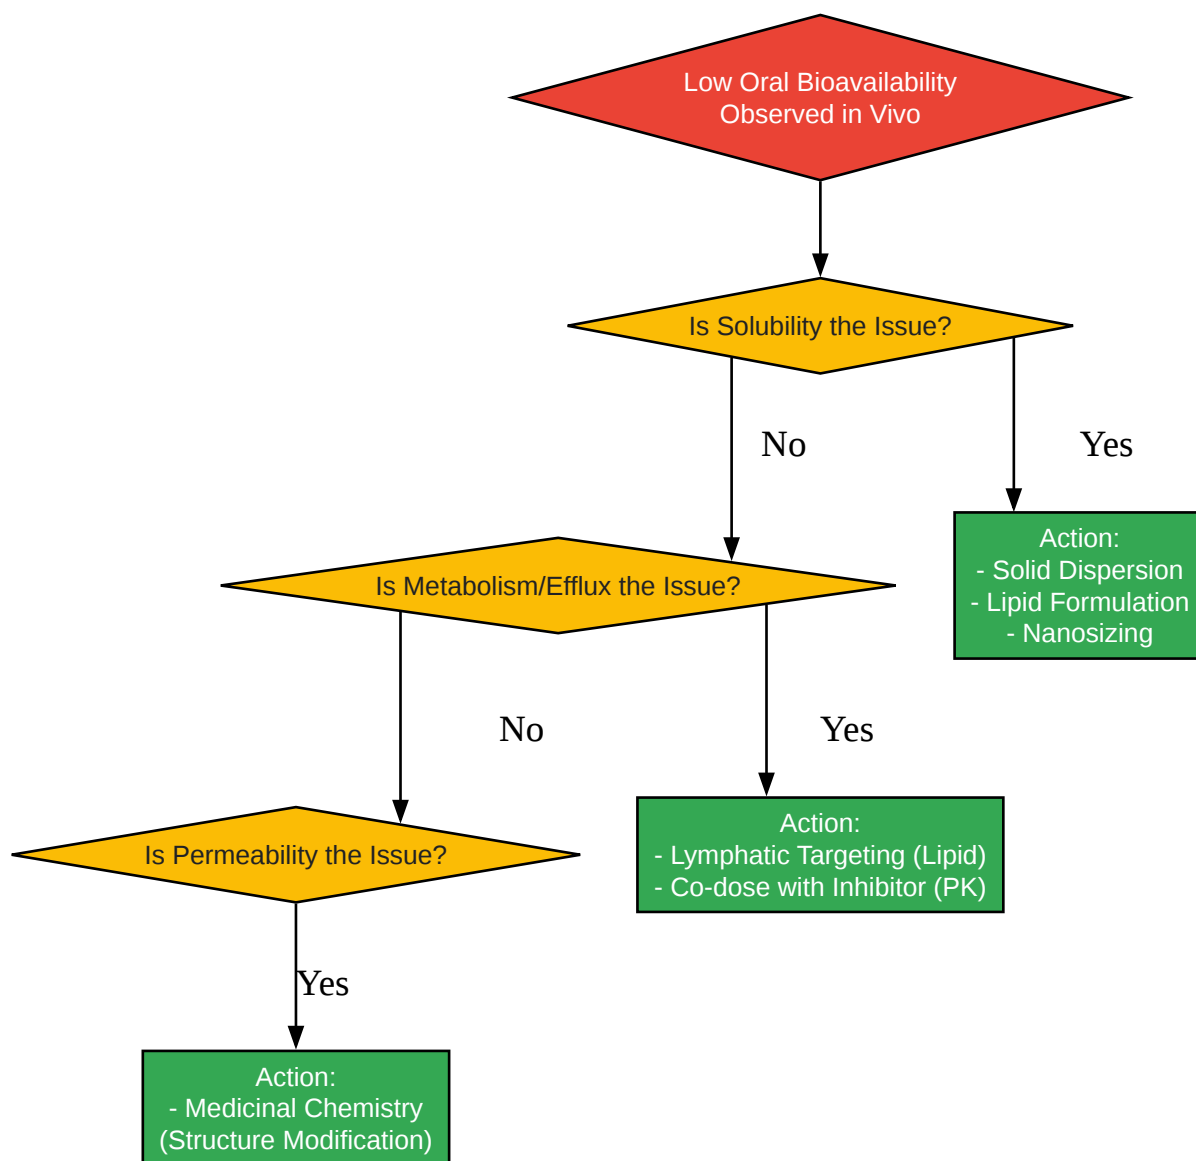 Low Oral Bioavailability
Observed in Vivo
Is Solubility the Issue?
No
Yes
Action:
- Solid Dispersion
- Lipid Formulation
- Nanosizing
Is Metabolism/Efflux the Issue?
No
Yes
Action:
- Lymphatic Targeting (Lipid)
- Co-dose with Inhibitor (PK)
Is Permeability the Issue?
Yes
Action:
- Medicinal Chemistry
(Structure Modification)